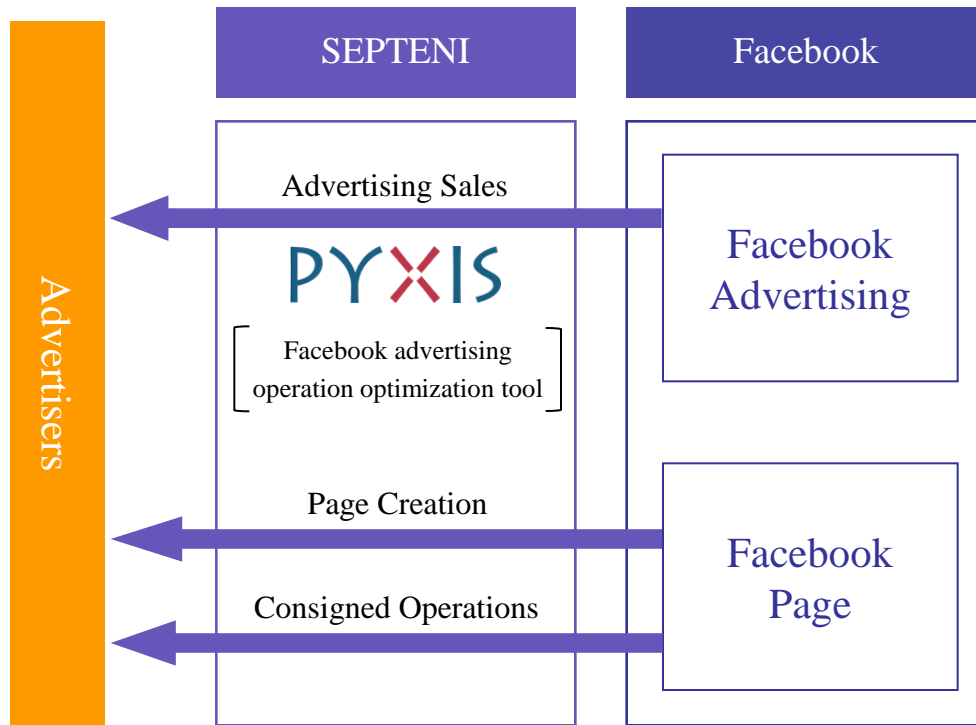 SEPTENI
Facebook
Advertisers
Advertising Sales
PYXIS
Facebook advertising
operation optimization tool
Facebook
Advertising
Page Creation
Consigned Operations
Facebook
Page